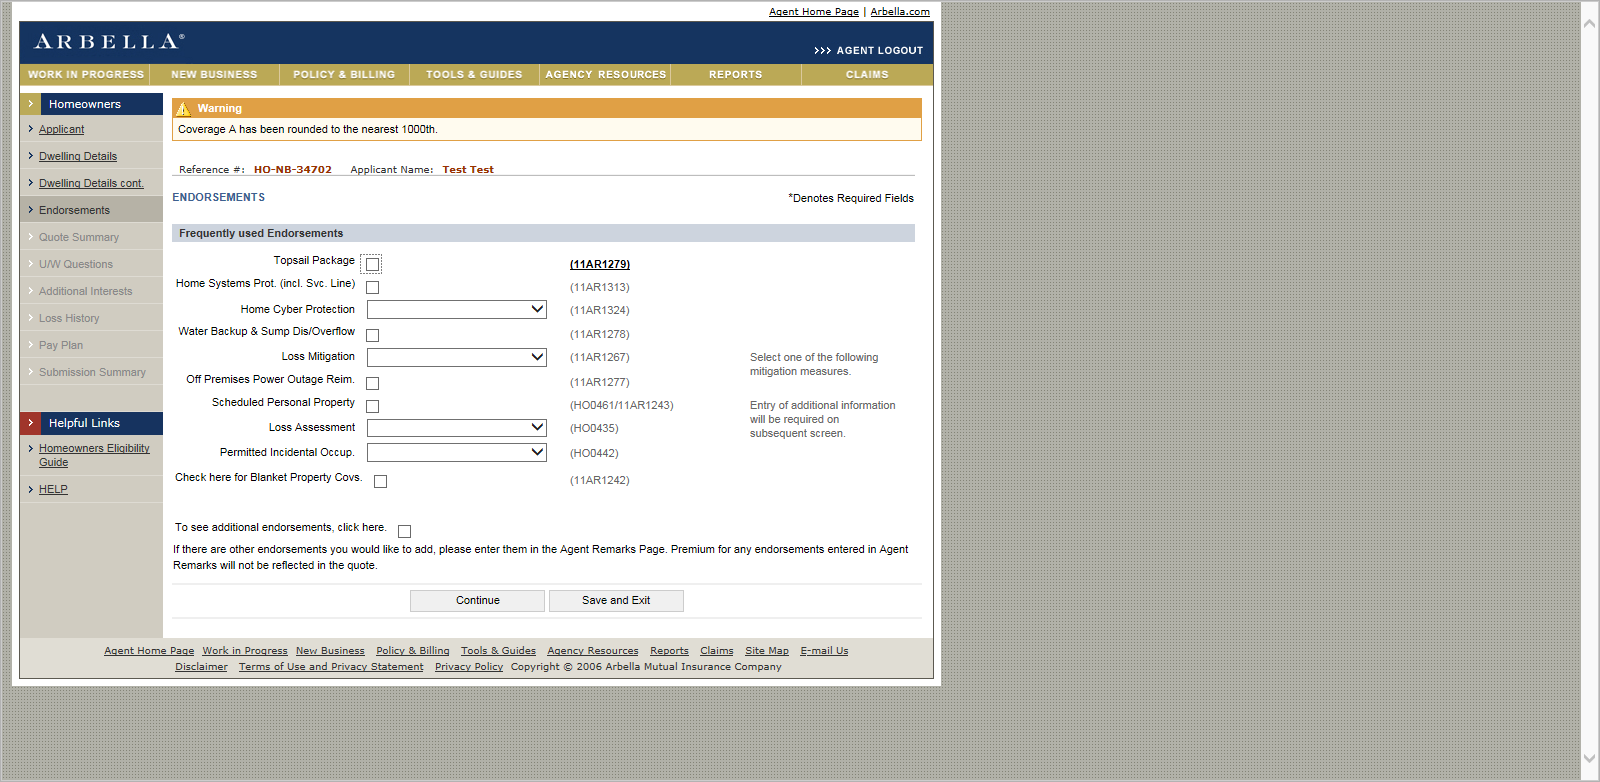 Agent Home Page | Arbella.com
ARBELLA®
>>> AGENT LOGOUT
WORK IN PROGRESS NEW BUSINESS POLICY & BILLING TOOLS & GUIDES AGENCY RESOURCES REPORTS CLAIMS
Homeowners
Applicant
Dwelling Details
Dwelling Details cont.
Endorsements
Quote Summary
U/W Questions
Additional Interests
Loss History
Pay Plan
Submission Summary
Helpful Links
Homeowners Eligibility
Guide
HELP
Warning
Coverage A has been rounded to the nearest 1000th.
Reference #: HO-NB-34702 Applicant Name: Test Test
ENDORSEMENTS
*Denotes Required Fields
Frequently used Endorsements
Topsail Package (11AR1279)
Home Systems Prot. (incl. Svc. Line) (11AR1313)
Home Cyber Protection (11AR1324)
Water Backup & Sump Dis/Overflow (11AR1278)
Loss Mitigation (11AR1267) Select one of the following
mitigation measures.
Off Premises Power Outage Reim. (11AR1277)
Scheduled Personal Property (HO0461/11AR1243) Entry of additional information
will be required on
subsequent screen.
Loss Assessment (HO0435)
Permitted Incidental Occup. (HO0442)
Check here for Blanket Property Covs. (11AR1242)
To see additional endorsements, click here.
If there are other endorsements you would like to add, please enter them in the Agent Remarks Page. Premium for any endorsements entered in Agent
Remarks will not be reflected in the quote.
Continue Save and Exit
Agent Home Page Work in Progress New Business Policy & Billing Tools & Guides Agency Resources Reports Claims Site Map E-mail Us
Disclaimer Terms of Use and Privacy Statement Privacy Policy Copyright © 2006 Arbella Mutual Insurance Company